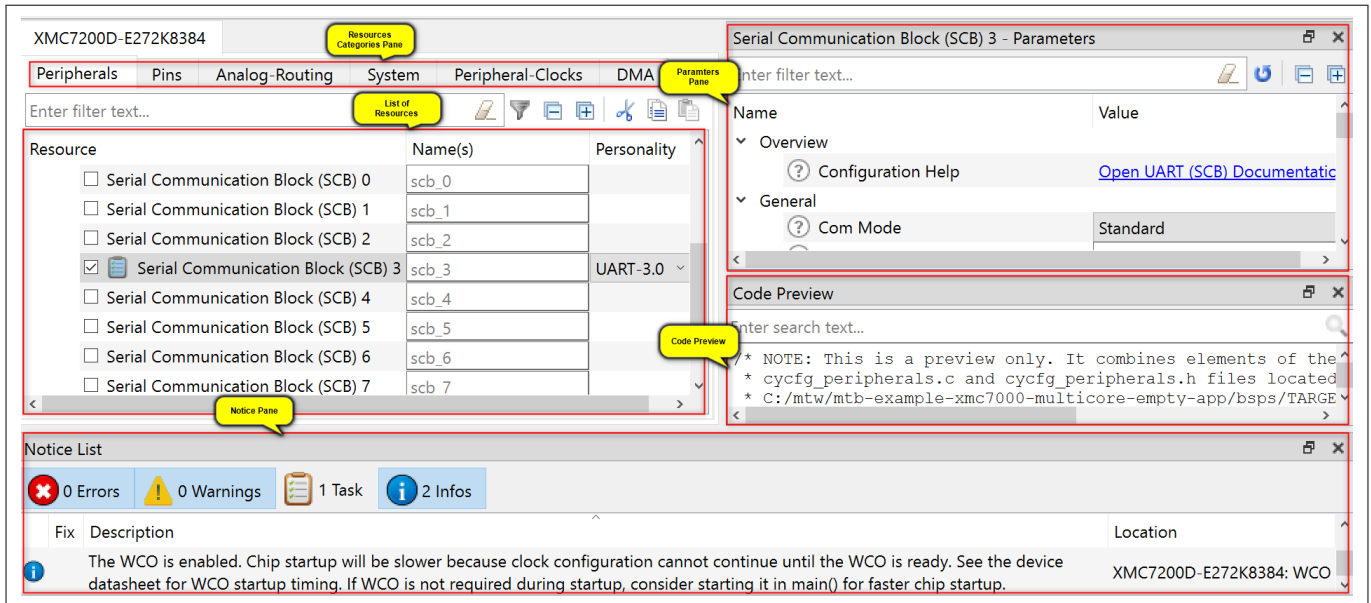 XMC7200D-E272K8384
Resources
Categories Pane
Peripherals Pins Analog-Routing System Peripheral-Clocks DMA
Enter filter text...
List of
Resources
Resource Name(s) Personality
Serial Communication Block (SCB) 0 scb_0
Serial Communication Block (SCB) 1 scb_1
Serial Communication Block (SCB) 2 scb_2
Serial Communication Block (SCB) 3 scb_3 UART-3.0
Serial Communication Block (SCB) 4 scb_4
Serial Communication Block (SCB) 5 scb_5
Serial Communication Block (SCB) 6 scb_6
Serial Communication Block (SCB) 7 scb_7
Serial Communication Block (SCB) 3 - Parameters
Paramters
Pane
Enter filter text...
Name Value
Overview
Configuration Help Open UART (SCB) Documentatic
General
Com Mode Standard
Code Preview
Enter search text...
Code Preview
/* NOTE: This is a preview only. It combines elements of the
* cycfg_peripherals.c and cycfg_peripherals.h files located
* C:/mtw/mtb-example-xmc7000-multicore-empty-app/bsps/TARGE
Notice Pane
Notice List
0 Errors 0 Warnings 1 Task 2 Infos
Fix Description Location
The WCO is enabled. Chip startup will be slower because clock configuration cannot continue until the WCO is ready. See the device
datasheet for WCO startup timing. If WCO is not required during startup, consider starting it in main() for faster chip startup.
XMC7200D-E272K8384: WCO